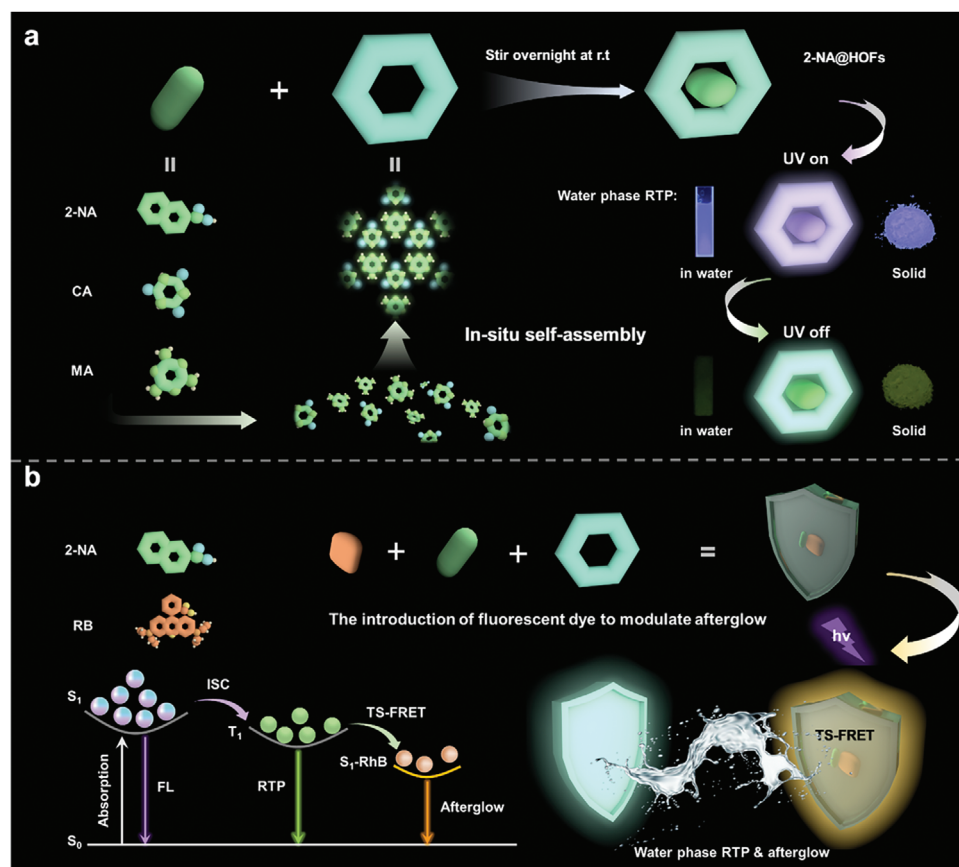 a
Stir overnight at r.t
2-NA@HOFs
+
=
=
UV on
Water phase RTP:
2-NA
in water
Solid
CA
In-situ self-assembly
UV off
MA
in water
Solid
b
2-NA
+
+
=
RB
The introduction of fluorescent dye to modulate afterglow
hv
S1
ISC
T1
TS-FRET
TS-FRET
S1-RhB
Absorption
FL
RTP
Afterglow
S0
Water phase RTP & afterglow